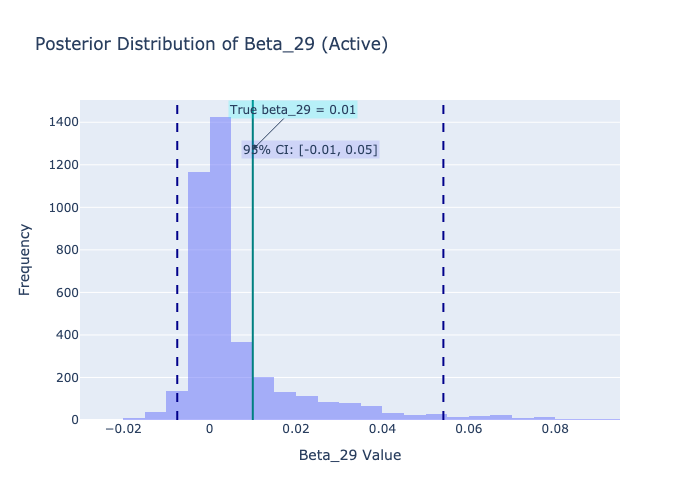 Posterior Distribution of Beta_29 (Active)
True beta_29 = 0.01
95% CI: [-0.01, 0.05]
1400
1200
1000
800
600
400
200
0
Frequency
−0.02
0
0.02
0.04
0.06
0.08
Beta_29 Value